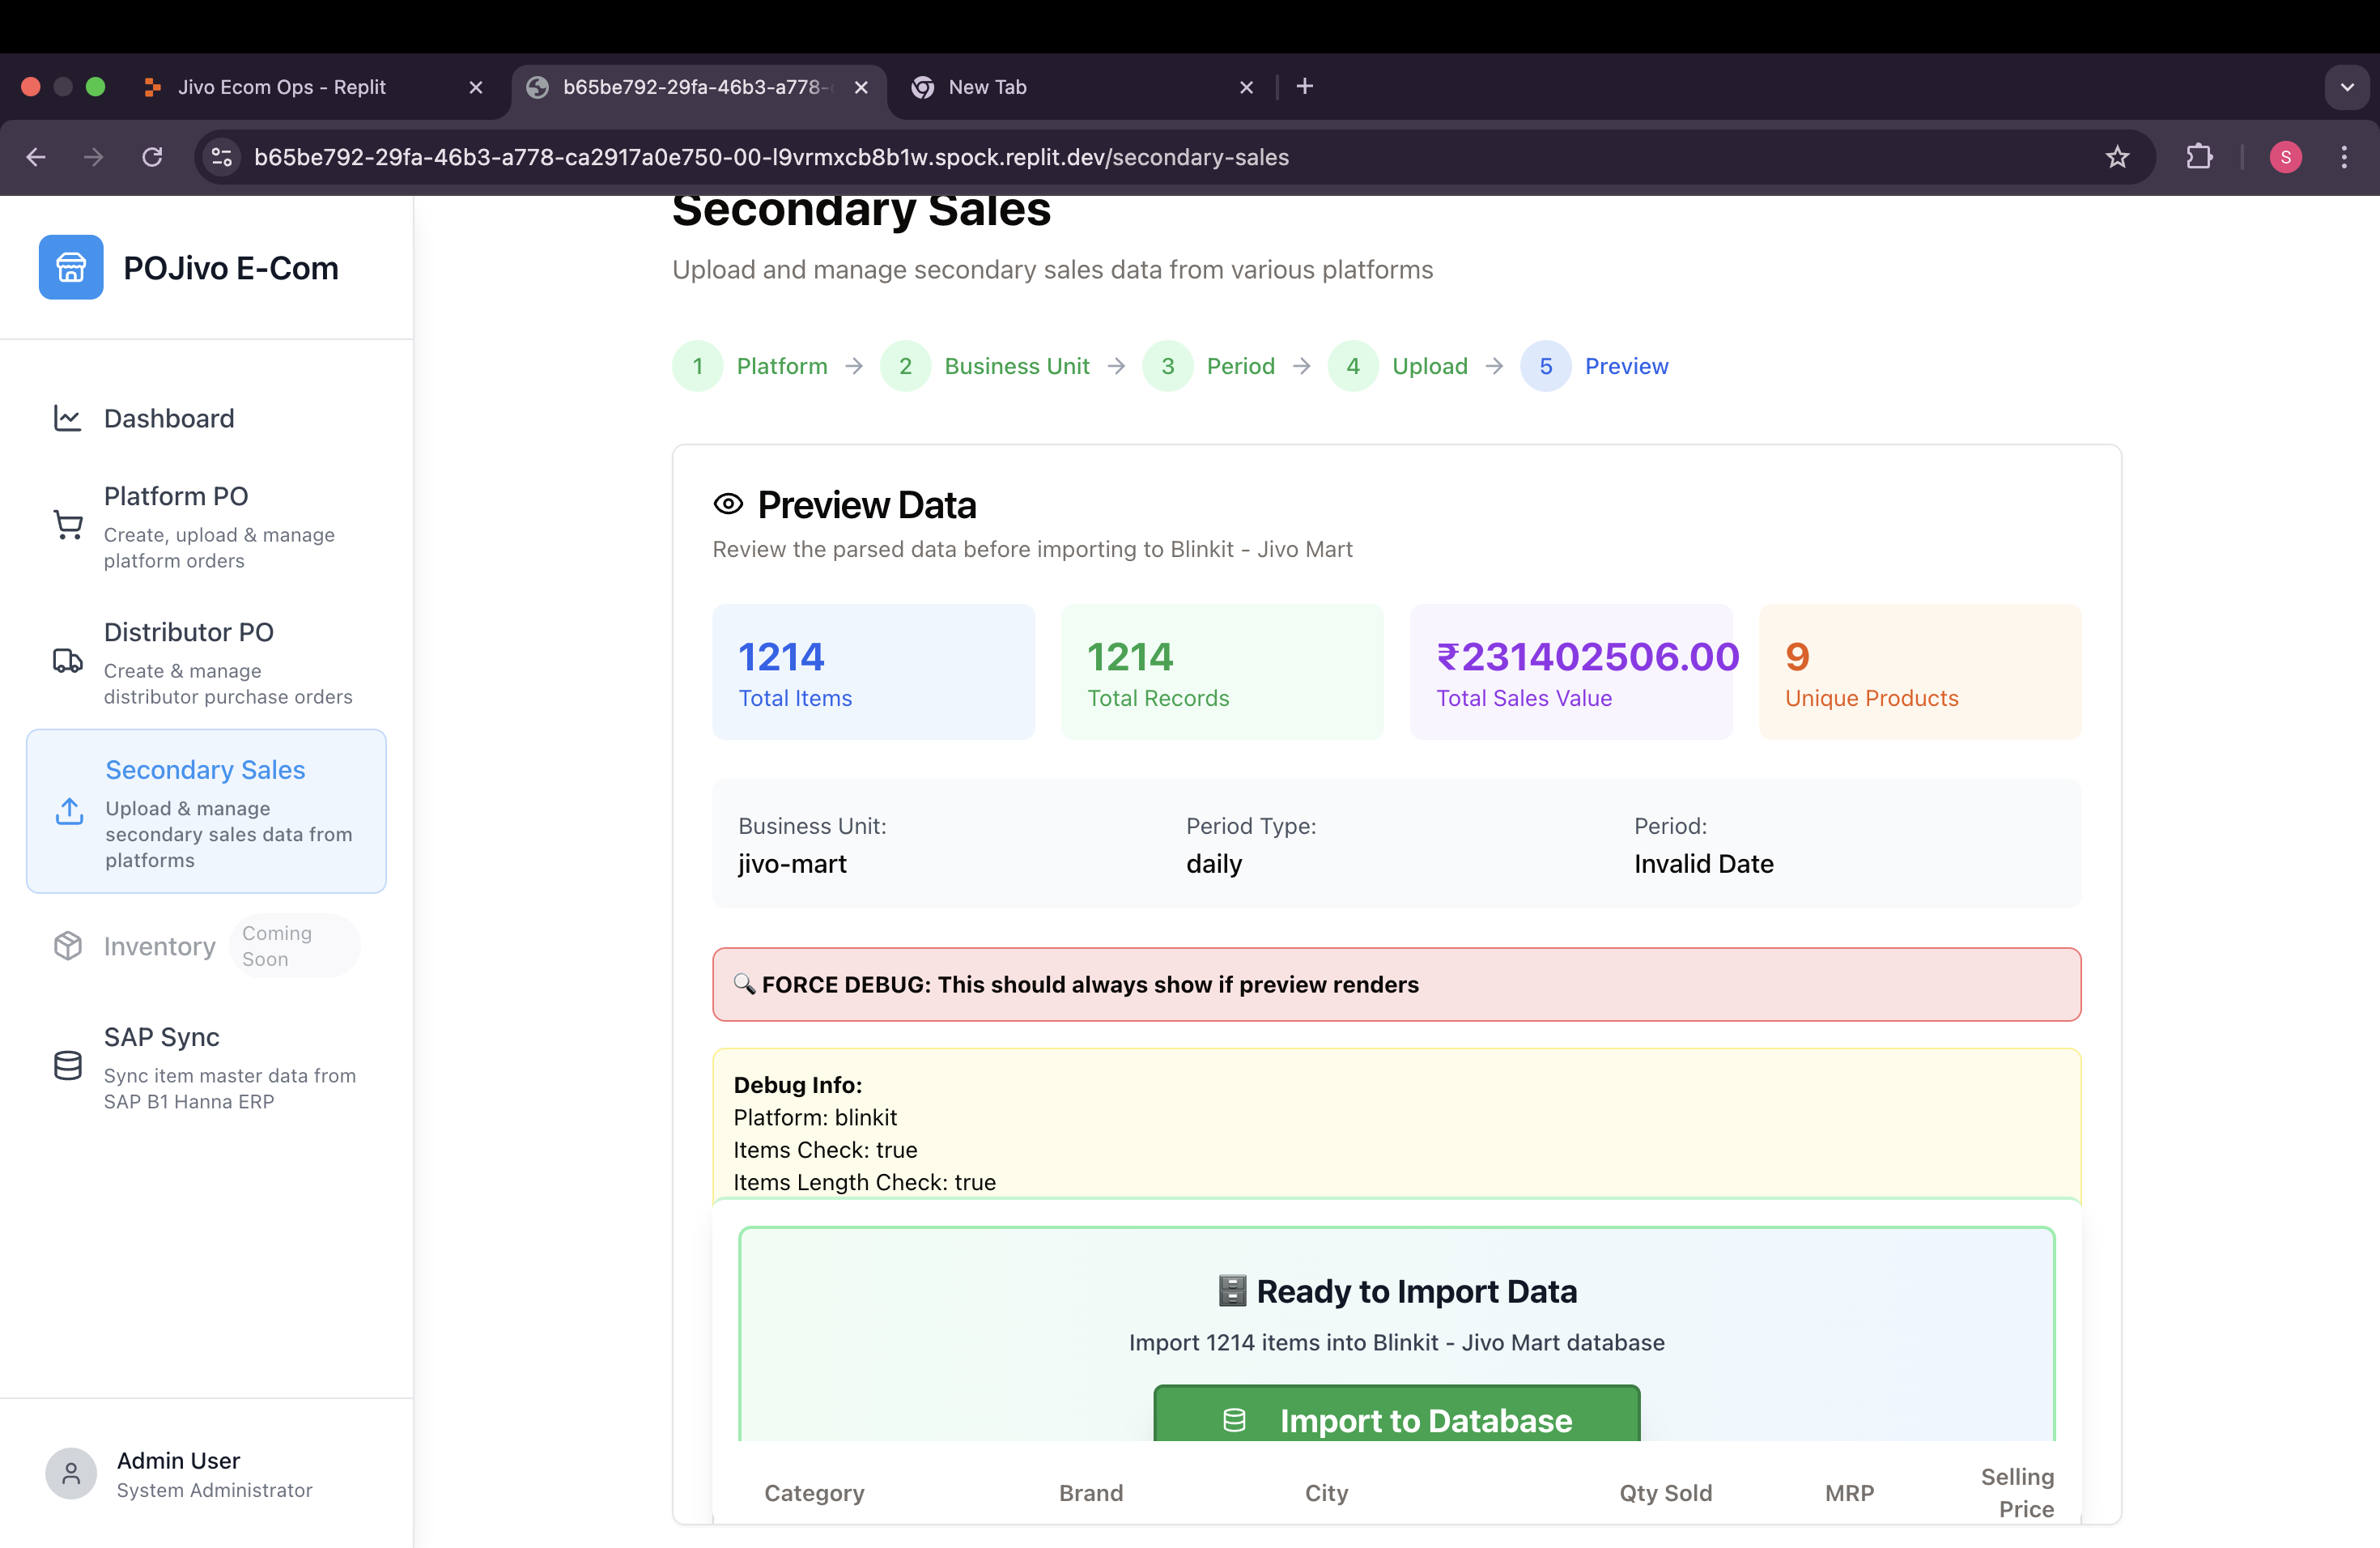 Jivo Ecom Ops - Replit
b65be792-29fa-46b3-a778-
New Tab
b65be792-29fa-46b3-a778-ca2917a0e750-00-l9vrmxcb8b1w.spock.replit.dev/secondary-sales
S
POJivo E-Com
Dashboard
Platform PO
Create, upload & manage
platform orders
Distributor PO
Create & manage
distributor purchase orders
Secondary Sales
Upload & manage
secondary sales data from
platforms
Inventory
Coming
Soon
SAP Sync
Sync item master data from
SAP B1 Hanna ERP
Admin User
System Administrator
Secondary Sales
Upload and manage secondary sales data from various platforms
1 Platform → 2 Business Unit → 3 Period → 4 Upload → 5 Preview
Preview Data
Review the parsed data before importing to Blinkit - Jivo Mart
1214
Total Items
1214
Total Records
₹231402506.00
Total Sales Value
9
Unique Products
Business Unit:
jivo-mart
Period Type:
daily
Period:
Invalid Date
🔍 FORCE DEBUG: This should always show if preview renders
Debug Info:
Platform: blinkit
Items Check: true
Items Length Check: true
🗄️ Ready to Import Data
Import 1214 items into Blinkit - Jivo Mart database
Import to Database
Category Brand City Qty Sold MRP Selling
Price